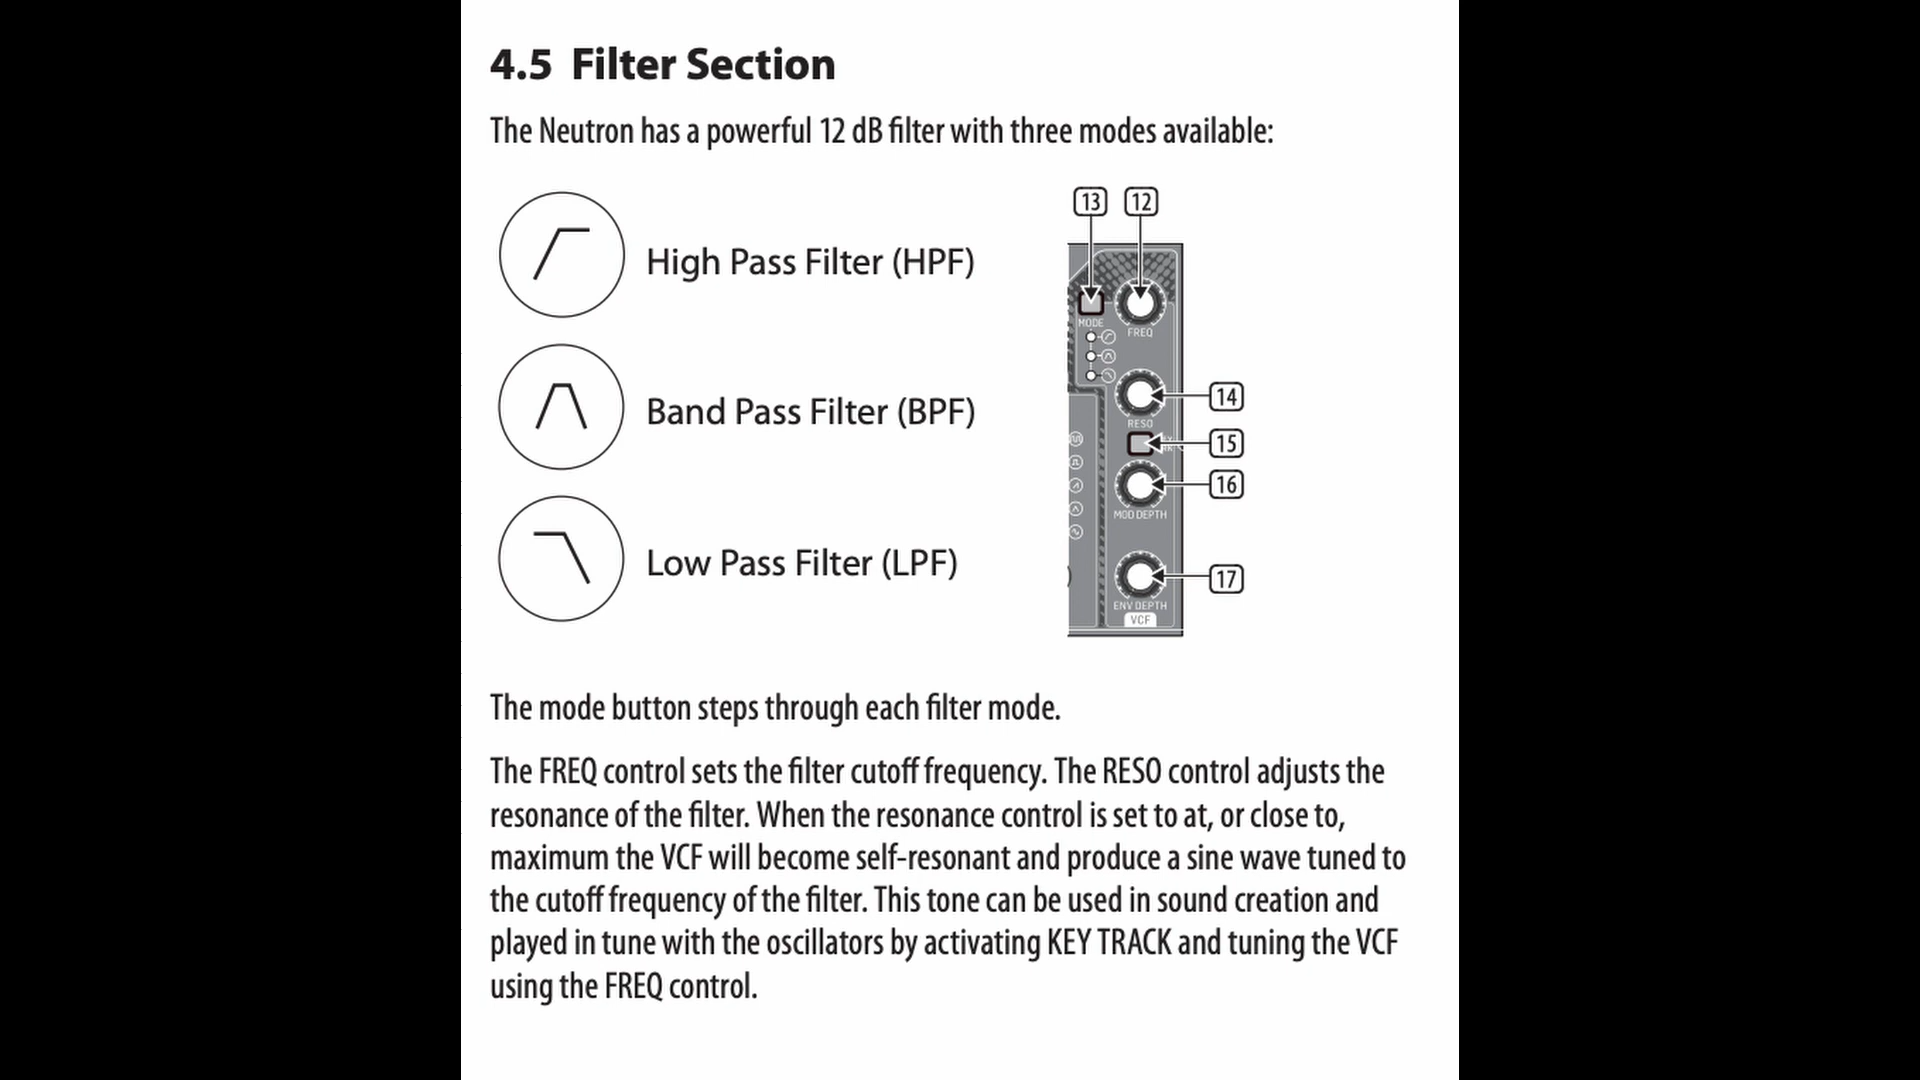 4.5 Filter Section
The Neutron has a powerful 12 dB filter with three modes available:
High Pass Filter (HPF)
Band Pass Filter (BPF)
Low Pass Filter (LPF)
13 12
MODE
FREQ
14
RESO
15
16
MOD DEPTH
17
ENV DEPTH
VCF
The mode button steps through each filter mode.
The FREQ control sets the filter cutoff frequency. The RESO control adjusts the
resonance of the filter. When the resonance control is set to at, or close to,
maximum the VCF will become self-resonant and produce a sine wave tuned to
the cutoff frequency of the filter. This tone can be used in sound creation and
played in tune with the oscillators by activating KEY TRACK and tuning the VCF
using the FREQ control.